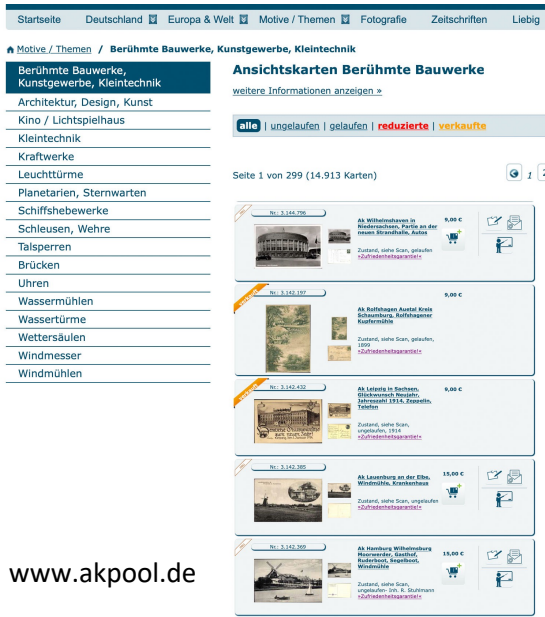 Startseite Deutschland Europa & Welt Motive / Themen Fotografie Zeitschriften Liebig
Motive / Themen / Berühmte Bauwerke, Kunstgewerbe, Kleintechnik
Berühmte Bauwerke,
Kunstgewerbe, Kleintechnik
Architektur, Design, Kunst
Kino / Lichtspielhaus
Kleintechnik
Kraftwerke
Leuchttürme
Planetarien, Sternwarten
Schiffshebewerke
Schleusen, Wehre
Talsperren
Brücken
Uhren
Wassermühlen
Wassertürme
Wettersäulen
Windmesser
Windmühlen
www.akpool.de
Ansichtskarten Berühmte Bauwerke
weitere Informationen anzeigen »
alle | ungelaufen | gelaufen | reduzierte | verkaufte
Seite 1 von 299 (14.913 Karten)
1
Nr.: 3.144.796
Ak Wilhelmshaven in
Niedersachsen, Partie an der
neuen Strandhalle, Autos
9,00 €
Zustand, siehe Scan, gelaufen
»Zufriedenheitsgarantie!«
verkauft
Nr.: 3.142.197
Ak Rolfshagen Auetal Kreis
Schaumburg, Rolfshagener
Kupfermühle
9,00 €
Zustand, siehe Scan, gelaufen,
1899
»Zufriedenheitsgarantie!«
verkauft
Nr.: 3.142.432
Ak Leipzig in Sachsen,
Glückwunsch Neujahr,
Jahreszahl 1914, Zeppelin,
Telefon
9,00 €
Zustand, siehe Scan,
ungelaufen, 1914
»Zufriedenheitsgarantie!«
Nr.: 3.142.385
Ak Lauenburg an der Elbe,
Windmühle, Krankenhaus
15,00 €
Zustand, siehe Scan, ungelaufen
»Zufriedenheitsgarantie!«
Nr.: 3.142.369
Ak Hamburg Wilhelmsburg
Moorwerder, Gasthof,
Ruderboot, Segelboot,
Windmühle
15,00 €
Zustand, siehe Scan,
ungelaufen- Inh. R. Stuhlmann
»Zufriedenheitsgarantie!«